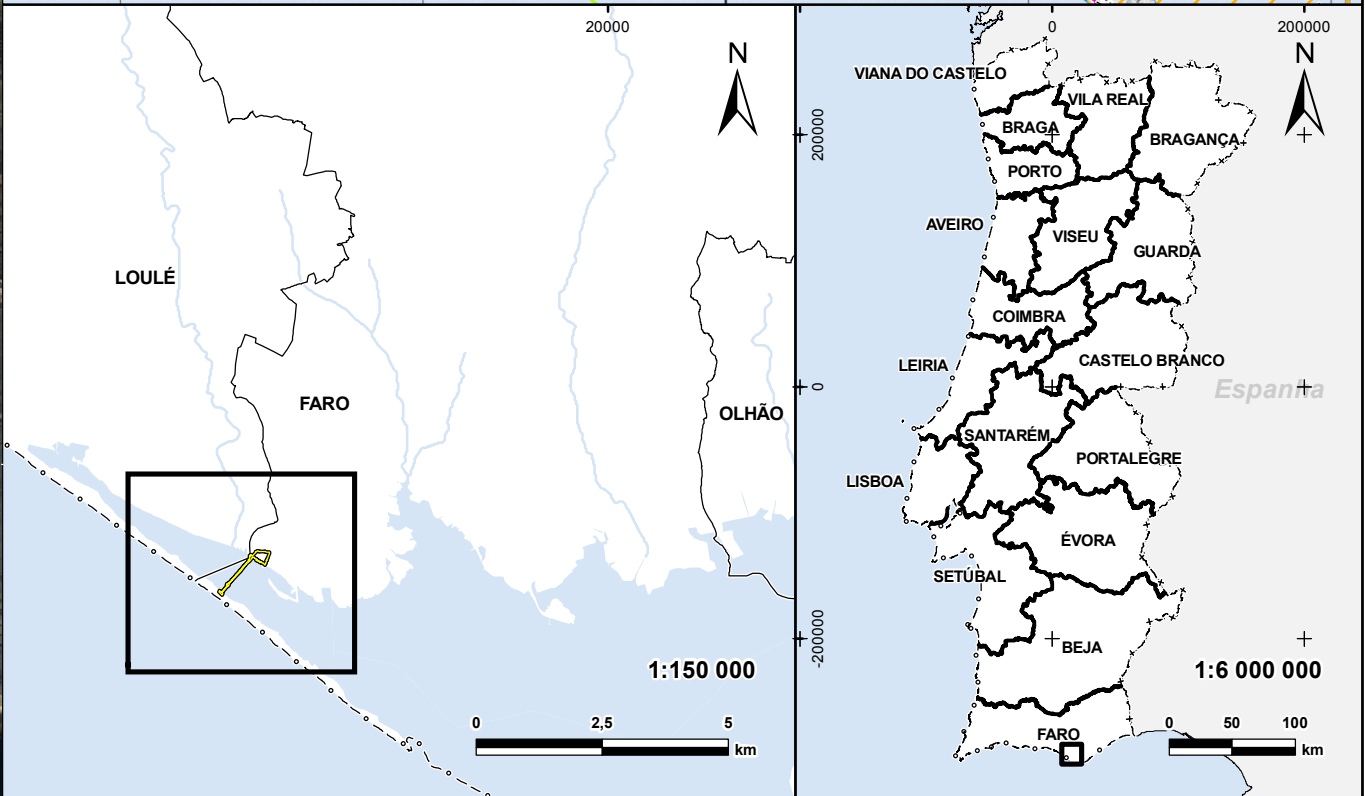 20000
N
LOULÉ
FARO
OLHÃO
1:150 000
0 2,5 5
km
0
200000
N
VIANA DO CASTELO
VILA REAL
BRAGA
BRAGANÇA
200000
PORTO
AVEIRO
VISEU
GUARDA
COIMBRA
LEIRIA
CASTELO BRANCO
0
Espanha
SANTARÉM
PORTALEGRE
LISBOA
ÉVORA
SETÚBAL
-200000
BEJA
1:6 000 000
FARO
0 50 100
km